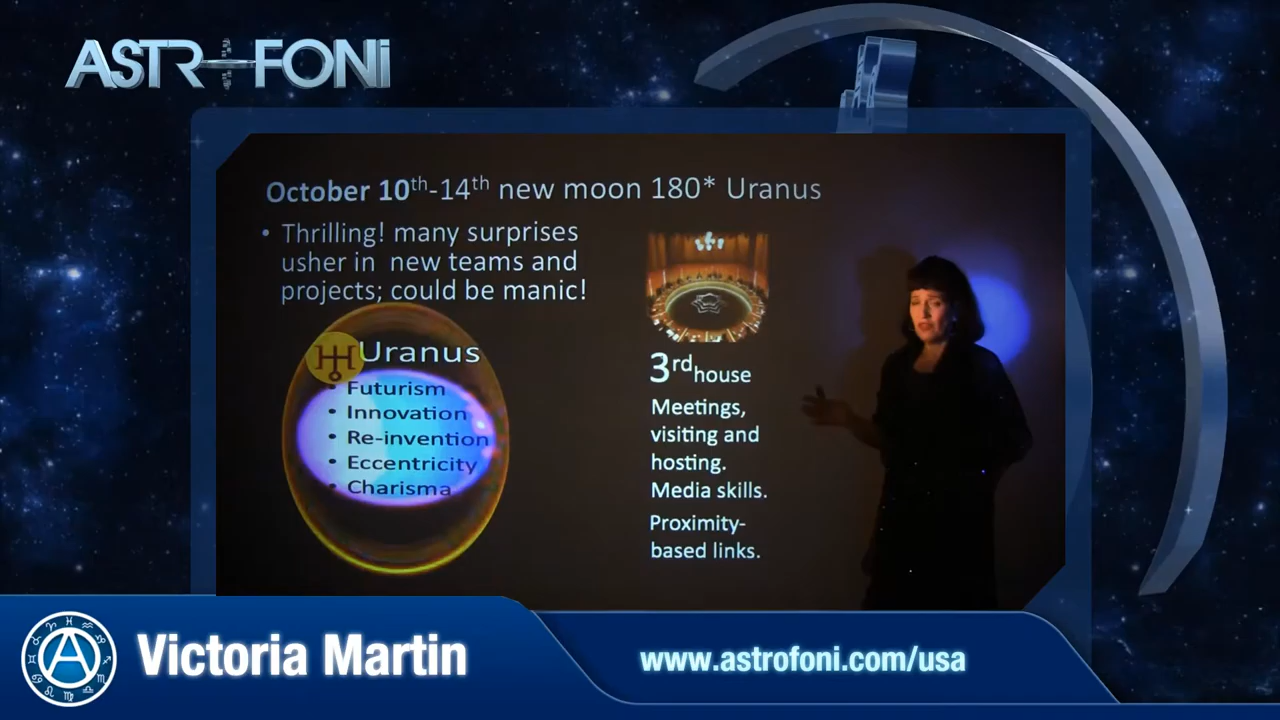 ASTROFONi
October 10th-14th new moon 180* Uranus
• Thrilling! many surprises
usher in new teams and
projects; could be manic!
Uranus
• Futurism
• Innovation
• Re-invention
• Eccentricity
• Charisma
3rd house
Meetings,
visiting and
hosting.
Media skills.
Proximity-
based links.
Victoria Martin
www.astrofoni.com/usa